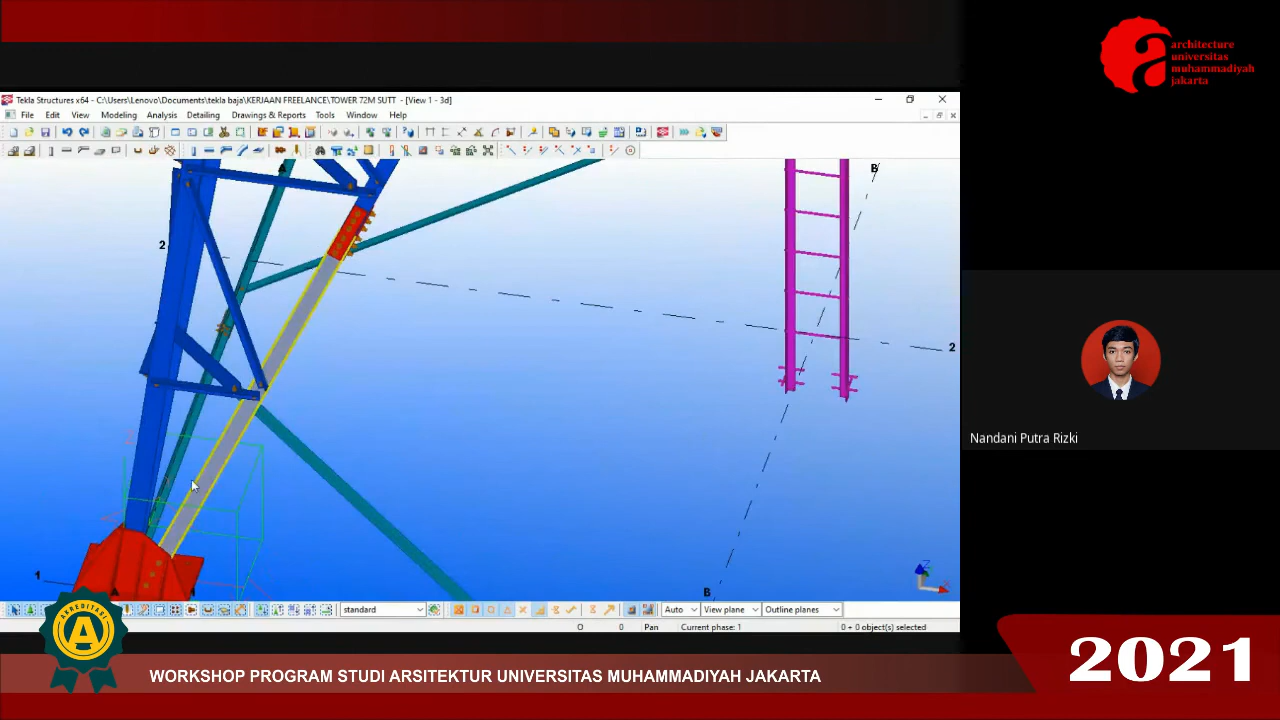 architecture
universitas
muhammadiyah
jakarta
Tekla Structures x64 - C:\Users\Lenovo\Documents\tekla baja\KERJAAN FREELANCE\TOWER 72M SUTT - [View 1 - 3d]
File Edit View Modeling Analysis Detailing Drawings & Reports Tools Window Help
A
B
2
2
1
A
B
Z
X
standard
Auto
View plane
Outline planes
O 0 Pan Current phase: 1 0 + 0 object(s) selected
Nandani Putra Rizki
AKREDITASI
A
WORKSHOP PROGRAM STUDI ARSITEKTUR UNIVERSITAS MUHAMMADIYAH JAKARTA
2021